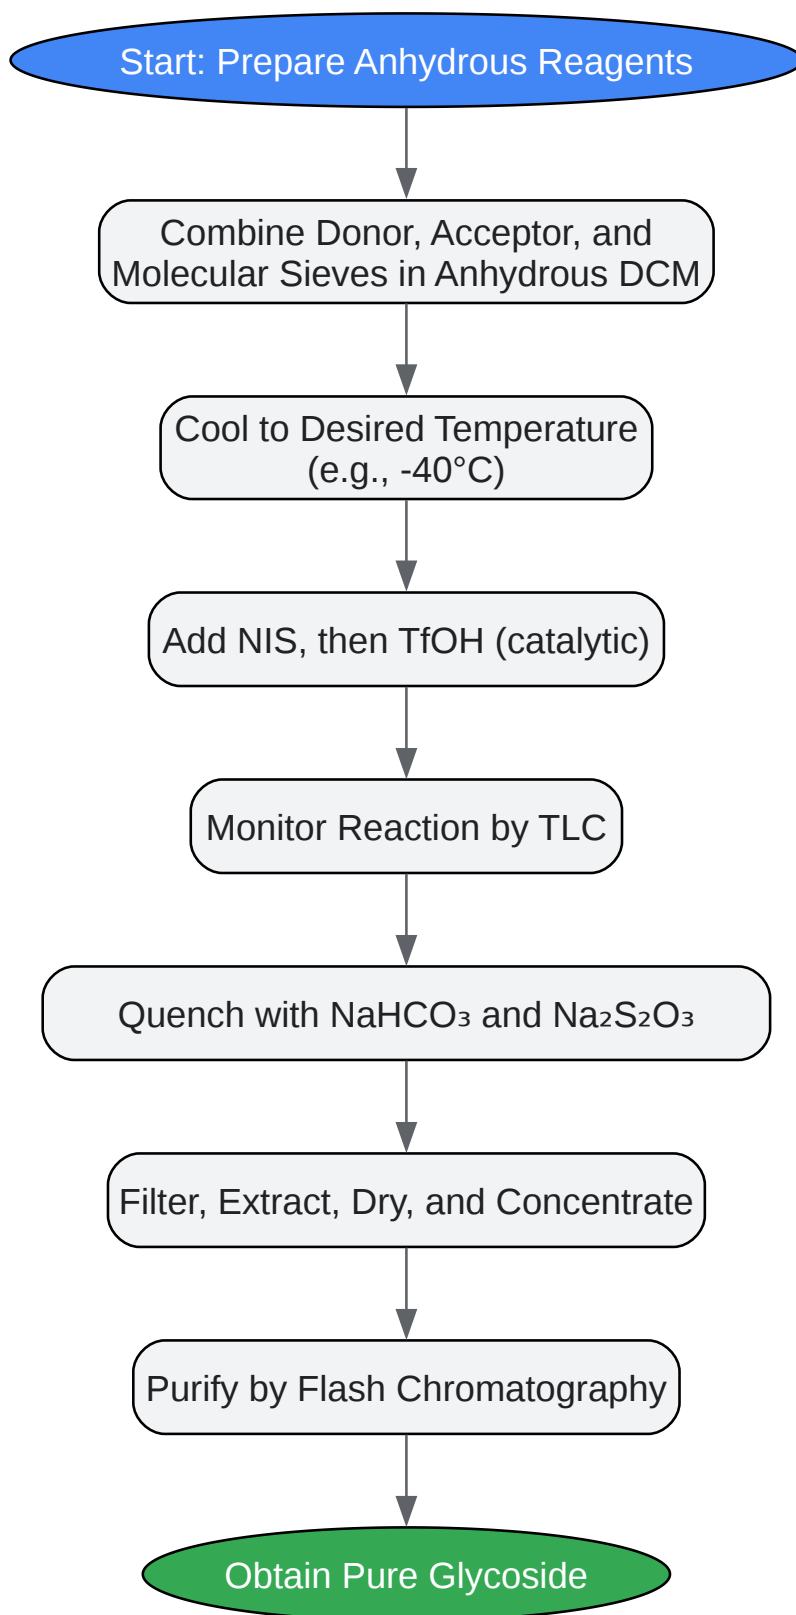 Start: Prepare Anhydrous Reagents
Combine Donor, Acceptor, and
Molecular Sieves in Anhydrous DCM
Cool to Desired Temperature
(e.g., -40°C)
Add NIS, then TfOH (catalytic)
Monitor Reaction by TLC
Quench with NaHCO₃ and Na₂S₂O₃
Filter, Extract, Dry, and Concentrate
Purify by Flash Chromatography
Obtain Pure Glycoside